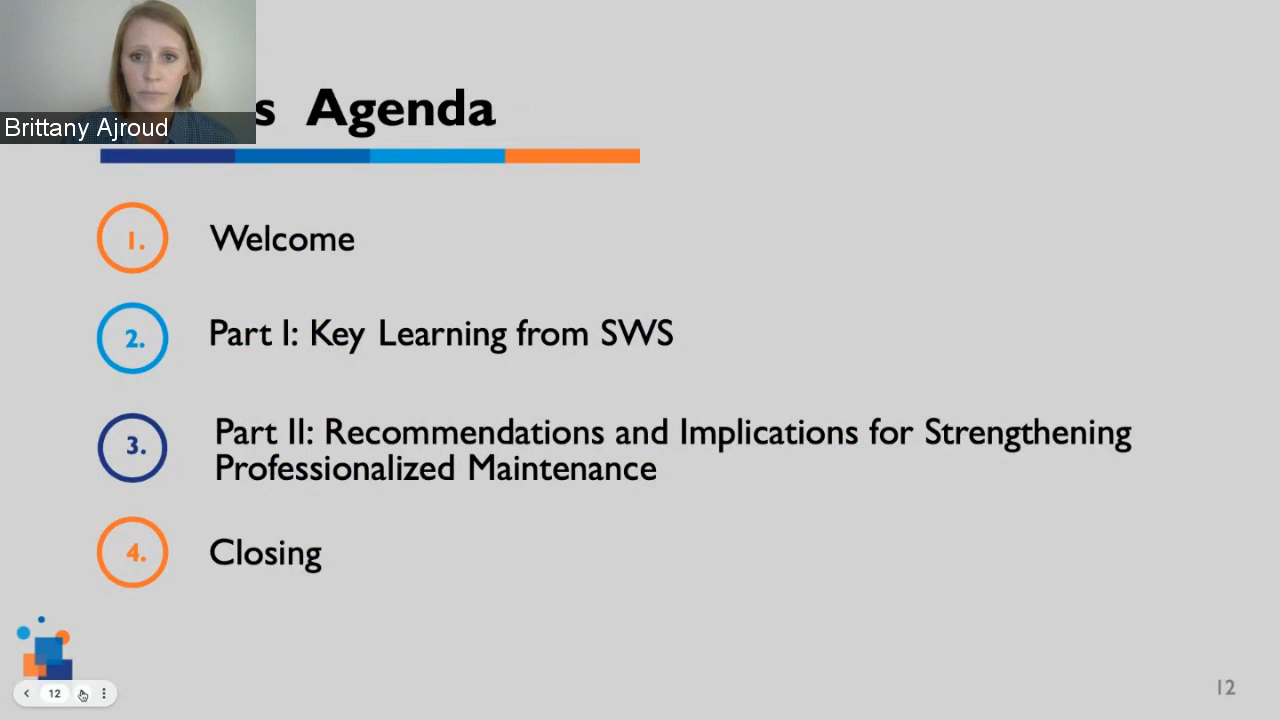 s Agenda
Brittany Ajroud
1. Welcome
2. Part I: Key Learning from SWS
3. Part II: Recommendations and Implications for Strengthening
Professionalized Maintenance
4. Closing
12
12